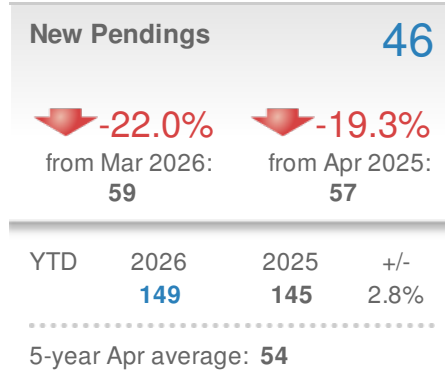 New Pendings 46
-22.0% -19.3%
from Mar 2026: from Apr 2025:
59 57
YTD 2026 2025 +/-
149 145 2.8%
5-year Apr average: 54